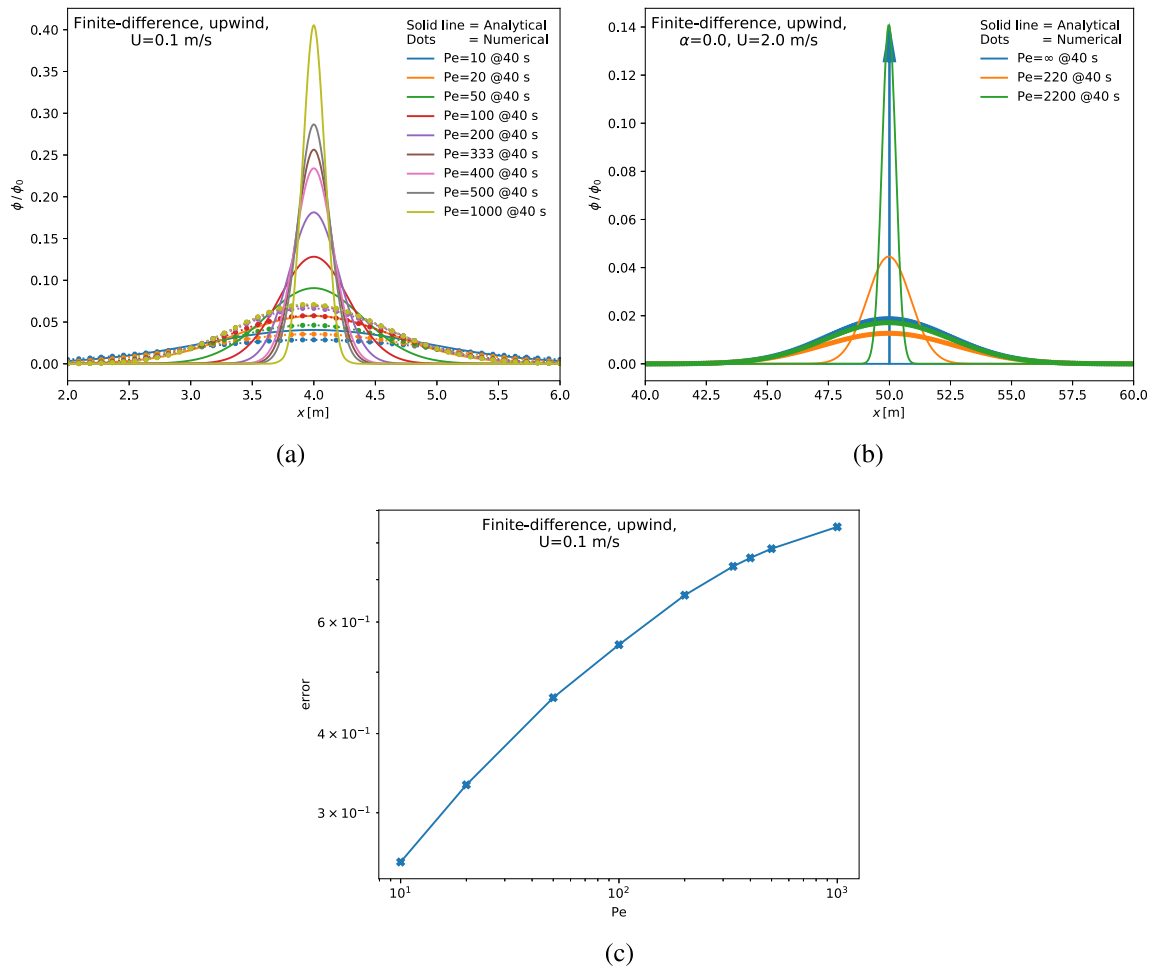 Finite-difference, upwind,
U=0.1 m/s
Solid line = Analytical
Dots = Numerical
Pe=10 @40 s
Pe=20 @40 s
Pe=50 @40 s
Pe=100 @40 s
Pe=200 @40 s
Pe=333 @40 s
Pe=400 @40 s
Pe=500 @40 s
Pe=1000 @40 s
0.40
0.35
0.30
0.25
0.20
0.15
0.10
0.05
0.00
ϕ / ϕ₀
2.0 2.5 3.0 3.5 4.0 4.5 5.0 5.5 6.0
x [m]
(a)
Finite-difference, upwind,
α=0.0, U=2.0 m/s
Solid line = Analytical
Dots = Numerical
Pe=∞ @40 s
Pe=220 @40 s
Pe=2200 @40 s
0.14
0.12
0.10
0.08
0.06
0.04
0.02
0.00
ϕ / ϕ₀
40.0 42.5 45.0 47.5 50.0 52.5 55.0 57.5 60.0
x [m]
(b)
Finite-difference, upwind,
U=0.1 m/s
6 × 10⁻¹
4 × 10⁻¹
3 × 10⁻¹
error
10¹ 10² 10³
Pe
(c)